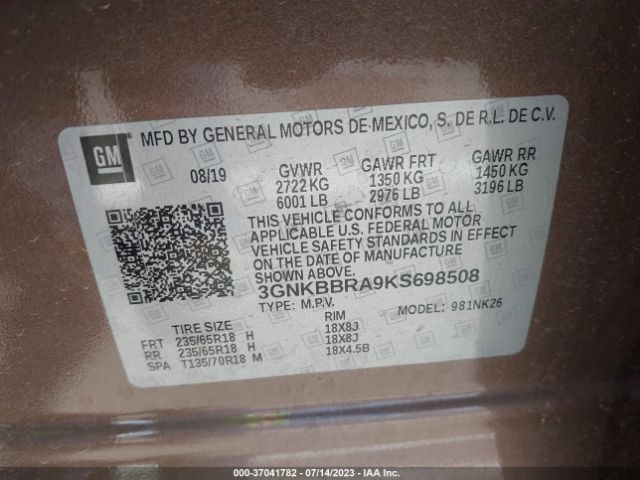 GM
MFD BY GENERAL MOTORS DE MEXICO, S. DE R.L. DE C.V.
08/19 GVWR GAWR FRT GAWR RR
2722 KG 1350 KG 1450 KG
6001 LB 2976 LB 3196 LB
THIS VEHICLE CONFORMS TO ALL
APPLICABLE U.S. FEDERAL MOTOR
VEHICLE SAFETY STANDARDS IN EFFECT
ON THE DATE OF MANUFACTURE
SHOWN ABOVE.
3GNKBBRA9KS698508
TYPE: M.P.V. MODEL: 981NK26
TIRE SIZE RIM
FRT 235/65R18 H 18X8J
RR 235/65R18 H 18X8J
SPA T135/70R18 M 18X4.5B
000-37041782 - 07/14/2023 - IAA Inc.